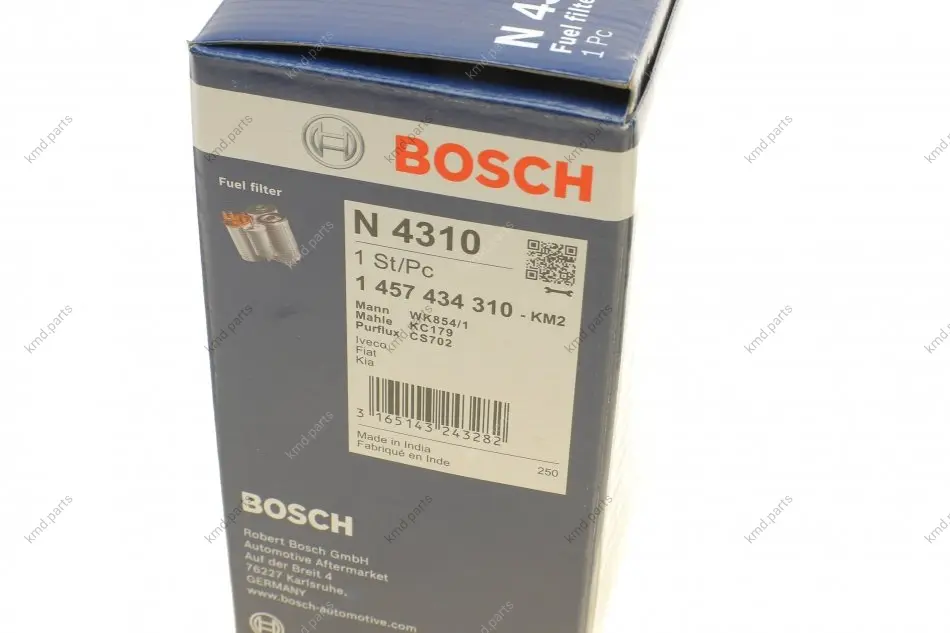 N 4
Fuel filte
1 Pc
BOSCH
Fuel filter
N 4310
1 St/Pc
1 457 434 310 - KM2
Mann WK854/1
Mahle KC179
Purflux CS702
Iveco
Fiat
Kia
3 165143 243282
Made in India
Fabriqué en Inde
250
BOSCH
Robert Bosch GmbH
Automotive Aftermarket
Auf der Breit 4
76227 Karlsruhe,
GERMANY
www.bosch-automotive.com
kmd.parts